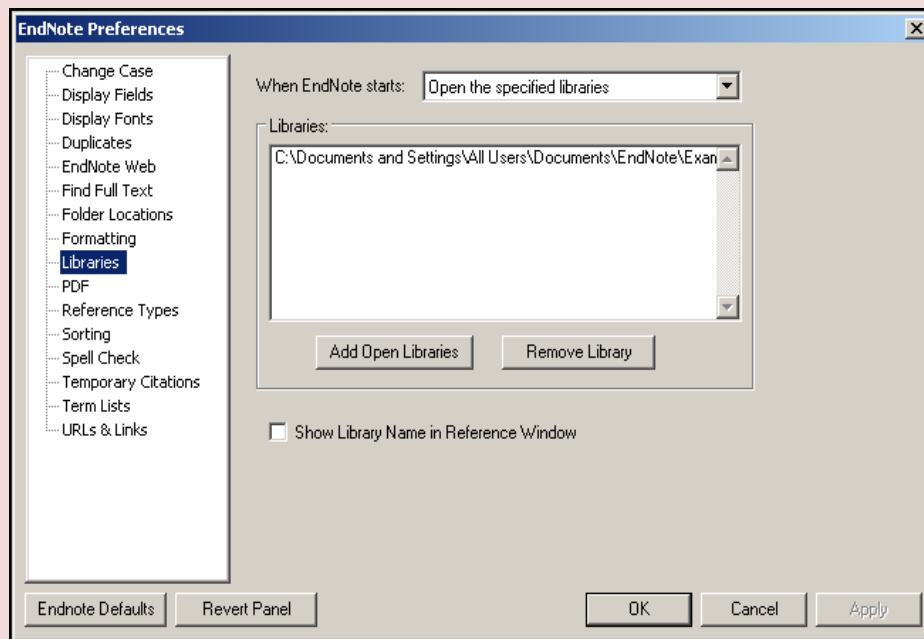 EndNote Preferences
Change Case
Display Fields
Display Fonts
Duplicates
EndNote Web
Find Full Text
Folder Locations
Formatting
Libraries
PDF
Reference Types
Sorting
Spell Check
Temporary Citations
Term Lists
URLs & Links
When EndNote starts: Open the specified libraries
Libraries:
C:\Documents and Settings\All Users\Documents\EndNote\Exam
Add Open Libraries Remove Library
Show Library Name in Reference Window
Endnote Defaults Revert Panel OK Cancel Apply